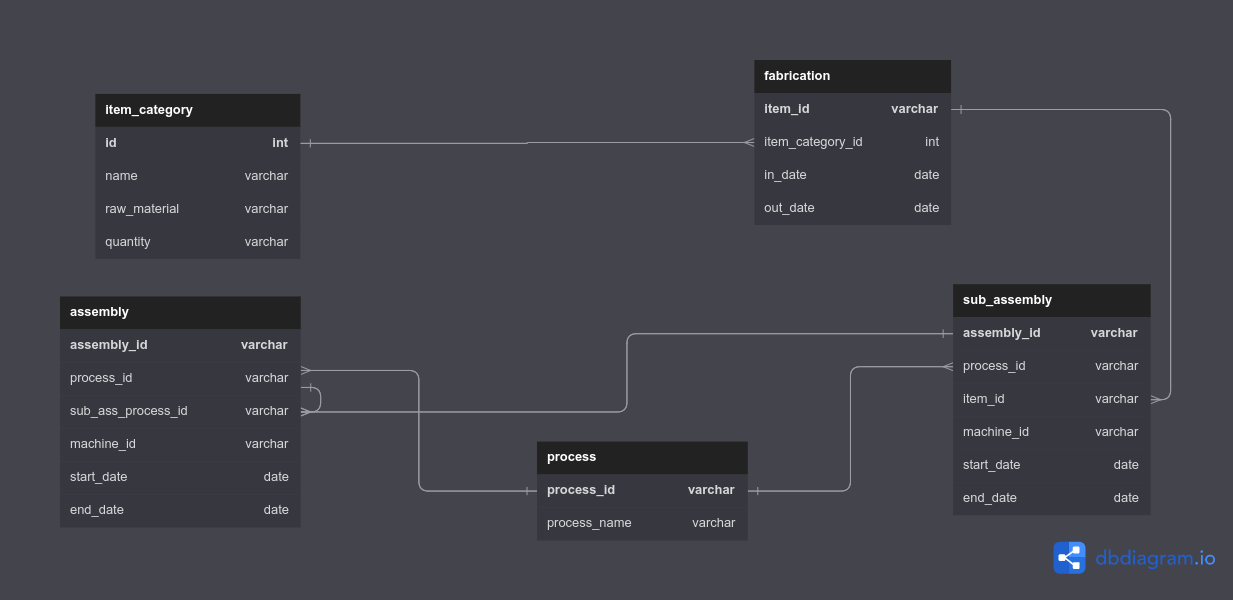 item_category
id int
name varchar
raw_material varchar
quantity varchar
fabrication
item_id varchar
item_category_id int
in_date date
out_date date
assembly
assembly_id varchar
process_id varchar
sub_ass_process_id varchar
machine_id varchar
start_date date
end_date date
sub_assembly
assembly_id varchar
process_id varchar
item_id varchar
machine_id varchar
start_date date
end_date date
process
process_id varchar
process_name varchar
dbdiagram.io